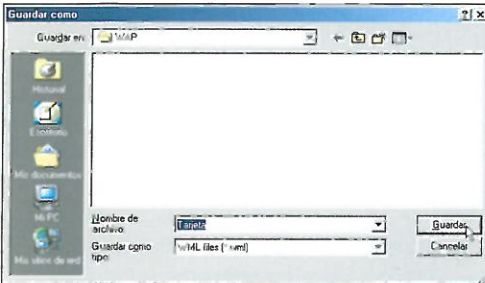 Guardar como
Guardar en: WAP
Historial
Escritorio
Mis documentos
Mi PC
Mis sitios de red
Nombre de archivo: Tarjeta
Guardar
Guardar como tipo: WML files (*.wml)
Cancelar